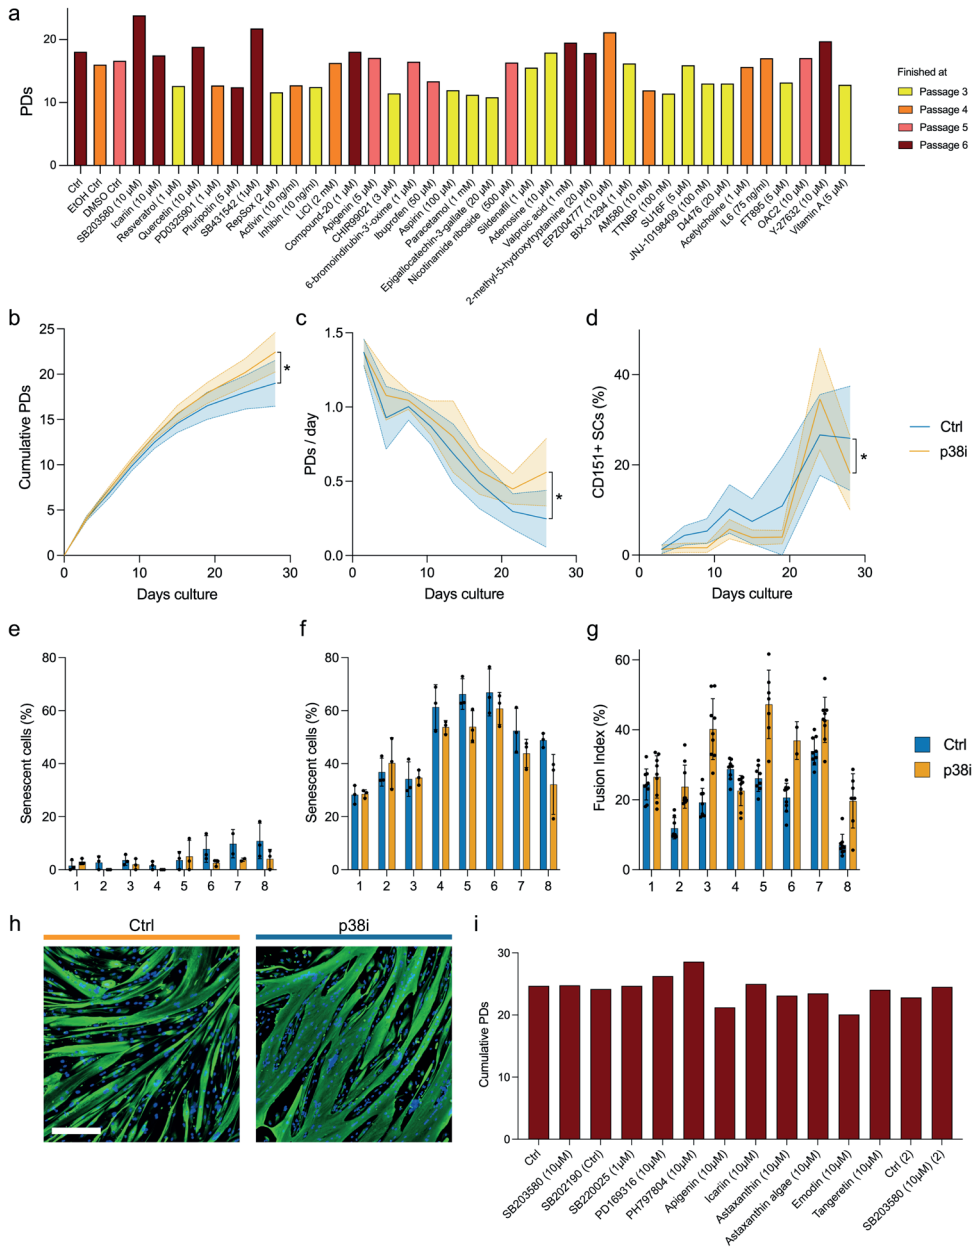 a
PDs
20
10
0
Ctrl
EtOH Ctrl
DMSO Ctrl
SB203580 (10 µM)
Icariin (10 µM)
Resveratrol (1 µM)
Quercetin (10 µM)
PD0325901 (1 µM)
Pluripotin (5 µM)
SB431542 (1µM)
RepSox (2 µM)
Activin (10 ng/ml)
Inhibin (10 ng/ml)
LiCl (2 mM)
Compound-20 (1 µM)
Apigenin (5 µM)
CHIR99021 (3 µM)
6-bromoindirubin-3'-oxime (1 µM)
Ibuprofen (50 µM)
Aspirin (100 µM)
Paracetamol (1 mM)
Epigallocatechin-3-gallate (20 µM)
Nicotinamide riboside (500 µM)
Sildenafil (1 µM)
Adenosine (10 µM)
Valproic acid (1 mM)
2-methyl-5-hydroxytryptamine (20 µM)
EPZ004777 (10 µM)
BIX-01294 (1 µM)
AM580 (10 nM)
TTNBP (100 nM)
SU16F (5 µM)
JNJ-10198409 (100 nM)
D4476 (20 µM)
Acetylcholine (1 µM)
IL6 (75 ng/ml)
FT895 (5 µM)
OAC2 (10 µM)
Y-27632 (10 µM)
Vitamin A (5 µM)
Finished at
Passage 3
Passage 4
Passage 5
Passage 6
b
Cumulative PDs
25
20
15
10
5
0
0 10 20 30
Days culture
*
c
PDs / day
1.5
1.0
0.5
0.0
0 10 20 30
Days culture
*
d
CD151+ SCs (%)
40
20
0
0 10 20 30
Days culture
*
Ctrl
p38i
e
Senescent cells (%)
80
60
40
20
0
1 2 3 4 5 6 7 8
f
Senescent cells (%)
80
60
40
20
0
1 2 3 4 5 6 7 8
g
Fusion Index (%)
60
40
20
0
1 2 3 4 5 6 7 8
Ctrl
p38i
h
Ctrl
p38i
i
Cumulative PDs
30
20
10
0
Ctrl
SB203580 (10µM)
SB202190 (Ctrl)
SB220025 (1µM)
PD169316 (10µM)
PH797804 (10µM)
Apigenin (10µM)
Icariin (10µM)
Astaxanthin (10µM)
Astaxanthin algae (10µM)
Emodin (10µM)
Tangeretin (10µM)
Ctrl (2)
SB203580 (10µM) (2)